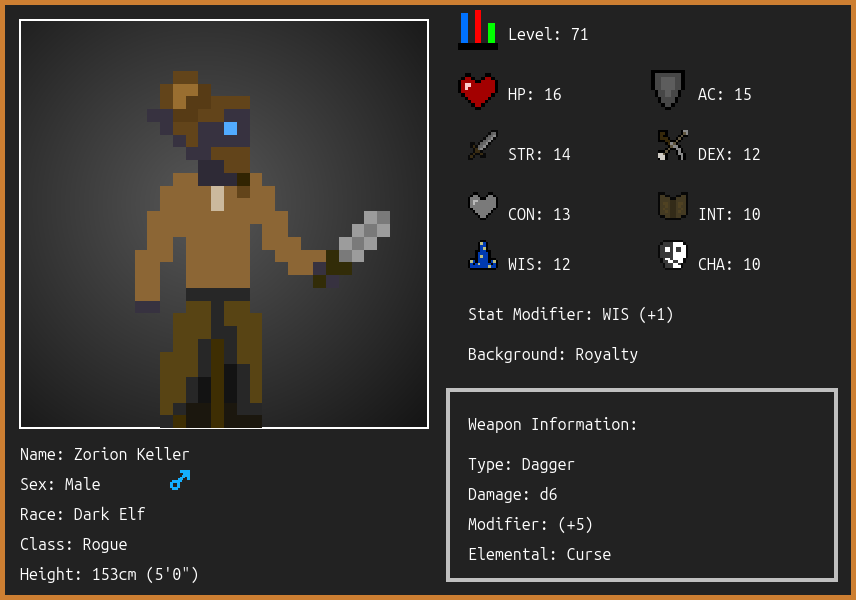 Level: 71
HP: 16
AC: 15
STR: 14
DEX: 12
CON: 13
INT: 10
WIS: 12
CHA: 10
Stat Modifier: WIS (+1)
Background: Royalty
Weapon Information:
Type: Dagger
Damage: d6
Modifier: (+5)
Elemental: Curse
Name: Zorion Keller
Sex: Male
Race: Dark Elf
Class: Rogue
Height: 153cm (5'0")